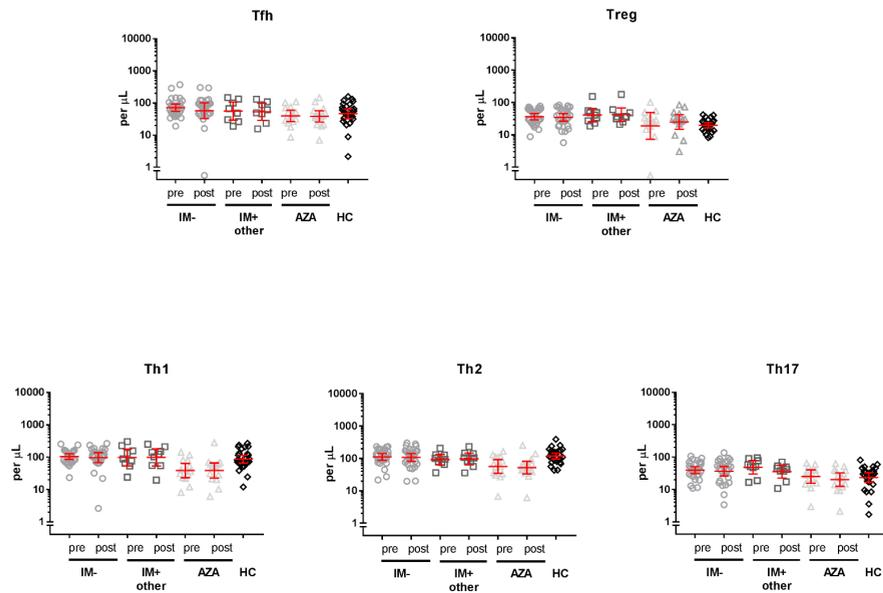 Tfh
10000
1000
100
10
1
per μL
pre post pre post pre post
IM- IM+ AZA HC
other
Treg
10000
1000
100
10
1
per μL
pre post pre post pre post
IM- IM+ AZA HC
other
Th1
10000
1000
100
10
1
per μL
pre post pre post pre post
IM- IM+ AZA HC
other
Th2
10000
1000
100
10
1
per μL
pre post pre post pre post
IM- IM+ AZA HC
other
Th17
10000
1000
100
10
1
per μL
pre post pre post pre post
IM- IM+ AZA HC
other